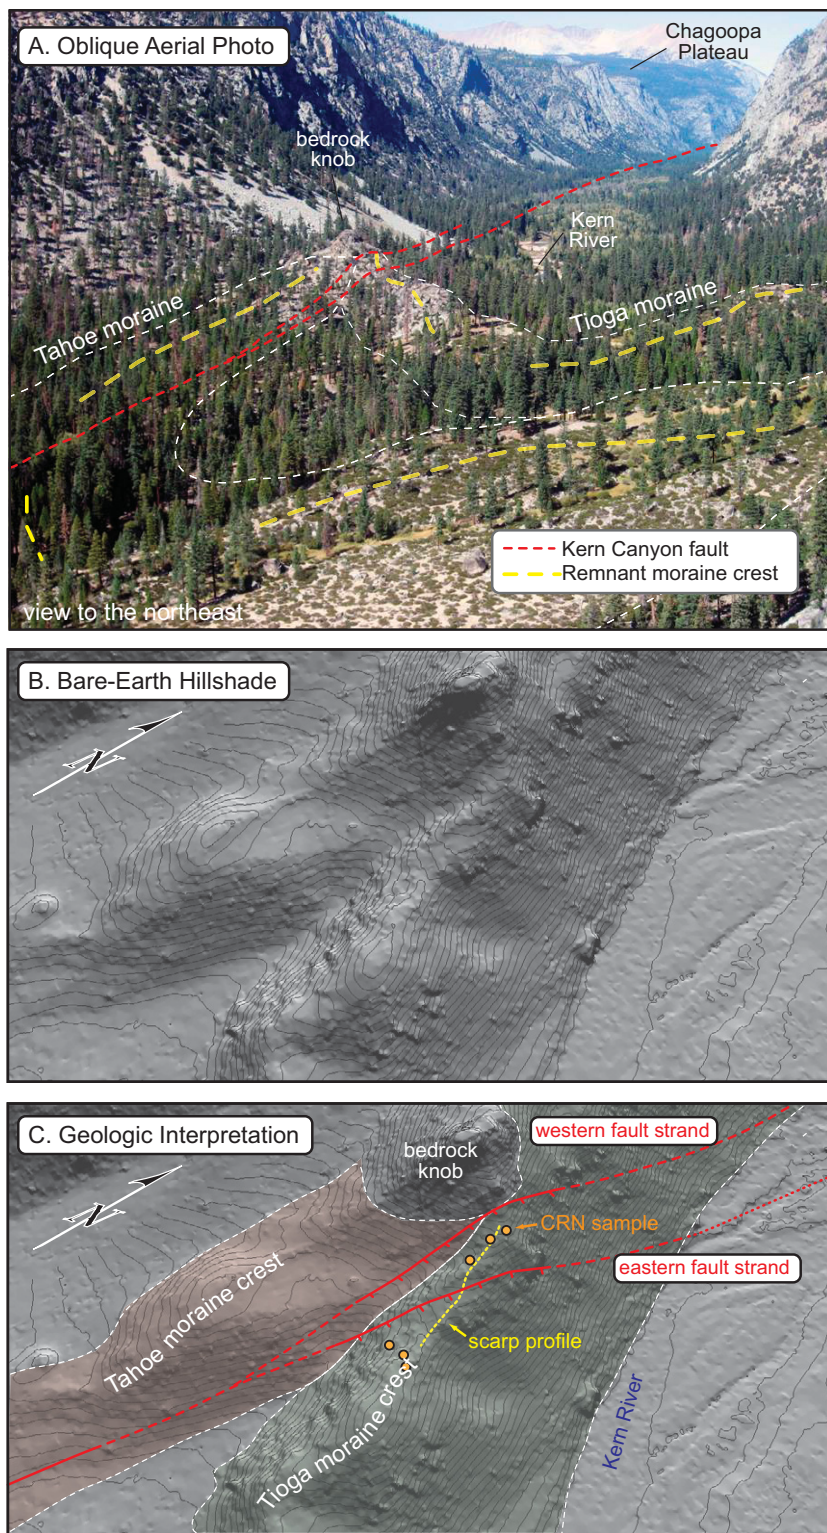 A. Oblique Aerial Photo
Chagoopa
Plateau
bedrock
knob
Kern
River
Tahoe moraine
Tioga moraine
Kern Canyon fault
Remnant moraine crest
view to the northeast
B. Bare-Earth Hillshade
N
C. Geologic Interpretation
western fault strand
bedrock
knob
N
CRN sample
eastern fault strand
Tahoe moraine crest
scarp profile
Tioga moraine crest
Kern River